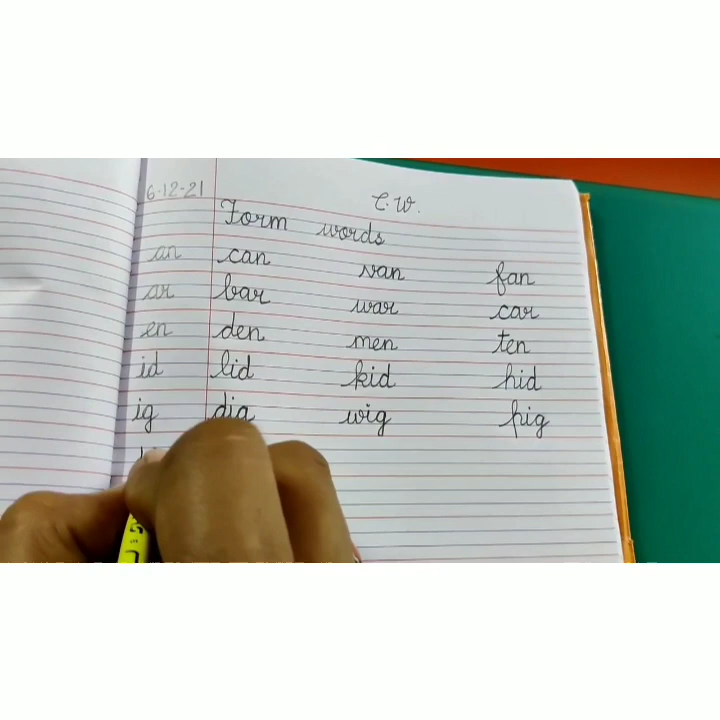 6-12-21 C.W.
Form words
an can van fan
ar bar war car
en den men ten
id lid kid hid
ig dig wig pig